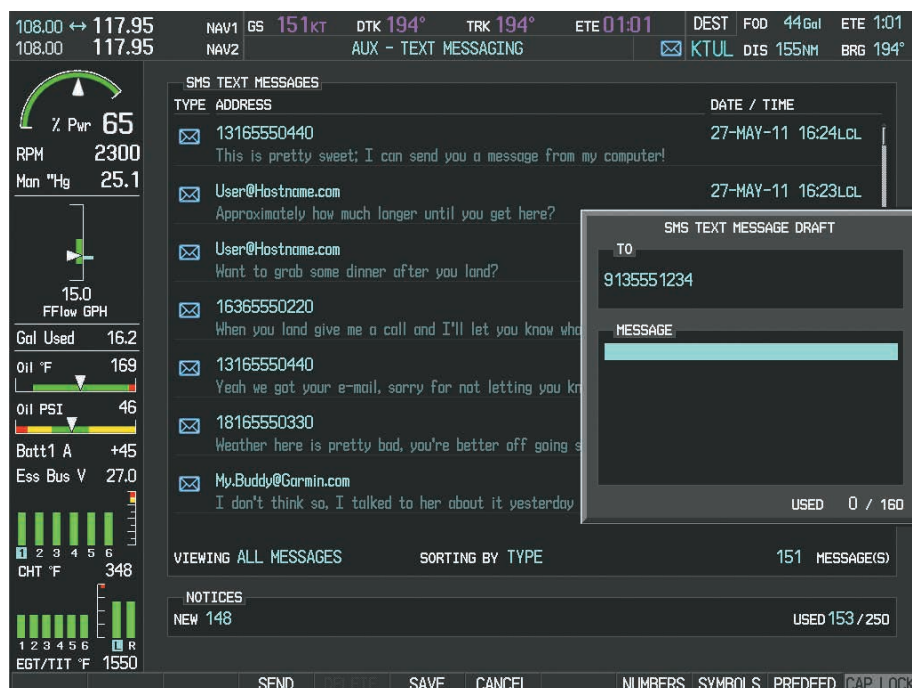 108.00 ↔ 117.95 NAV1 GS 151KT DTK 194° TRK 194° ETE 01:01 DEST FOD 44Gal ETE 1:01
108.00 117.95 NAV2 AUX - TEXT MESSAGING KTUL DIS 155NM BRG 194°
% Pwr 65
RPM 2300
Man "Hg 25.1
15.0
FFlow GPH
Gal Used 16.2
Oil °F 169
Oil PSI 46
Batt1 A +45
Ess Bus V 27.0
1 2 3 4 5 6
CHT °F 348
1 2 3 4 5 6 L R
EGT/TIT °F 1550
SMS TEXT MESSAGES
TYPE ADDRESS DATE / TIME
13165550440 27-MAY-11 16:24LCL
This is pretty sweet; I can send you a message from my computer!
User@Hostname.com 27-MAY-11 16:23LCL
Approximately how much longer until you get here?
User@Hostname.com
Want to grab some dinner after you land?
16365550220
When you land give me a call and I'll let you know
13165550440
Yeah we got your e-mail, sorry for not letting you
18165550330
Weather here is pretty bad, you're better off going
My.Buddy@Garmin.com
I don't think so, I talked to her about it yesterday
SMS TEXT MESSAGE DRAFT
TO
9135551234
MESSAGE
USED 0 / 160
VIEWING ALL MESSAGES SORTING BY TYPE 151 MESSAGE(S)
NOTICES
NEW 148 USED 153 / 250
SEND DELETE SAVE CANCEL NUMBERS SYMBOLS PREDEFD CAP LOCK